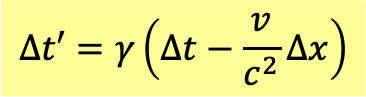 Δt′ = γ (Δt − v/c² Δx)